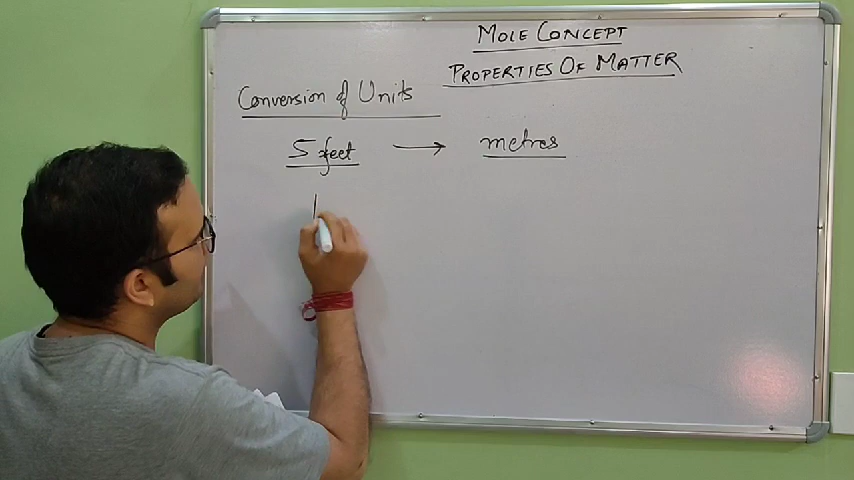 MOLE CONCEPT
PROPERTIES OF MATTER
Conversion of Units
5 feet → metres